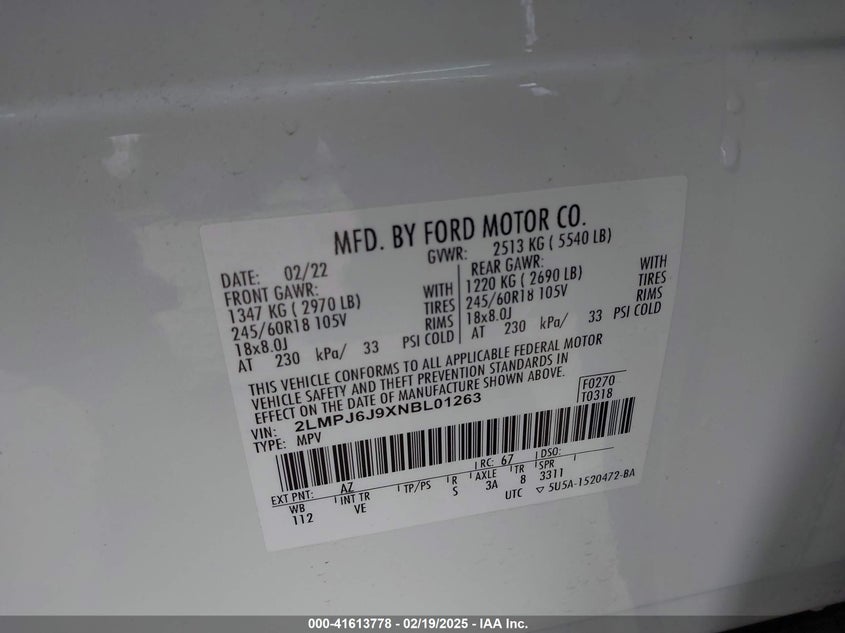 MFD. BY FORD MOTOR CO.
DATE: 02/22 GVWR: 2513 KG ( 5540 LB)
FRONT GAWR: REAR GAWR:
1347 KG ( 2970 LB) WITH 1220 KG ( 2690 LB) WITH
245/60R18 105V TIRES 245/60R18 105V TIRES
18x8.0J RIMS 18x8.0J RIMS
AT 230 kPa/ 33 PSI COLD AT 230 kPa/ 33 PSI COLD
THIS VEHICLE CONFORMS TO ALL APPLICABLE FEDERAL MOTOR
VEHICLE SAFETY AND THEFT PREVENTION STANDARDS IN
EFFECT ON THE DATE OF MANUFACTURE SHOWN ABOVE.
VIN: 2LMPJ6J9XNBL01263 F0270
TYPE: MPV T0318
EXT PNT: AZ RC: 67 DSO:
WB INT TR TP/PS R AXLE TR SPR
112 VE S 3A 8 3311
UTC ▽ 5U5A-1520472-BA
000-41613778 - 02/19/2025 - IAA Inc.